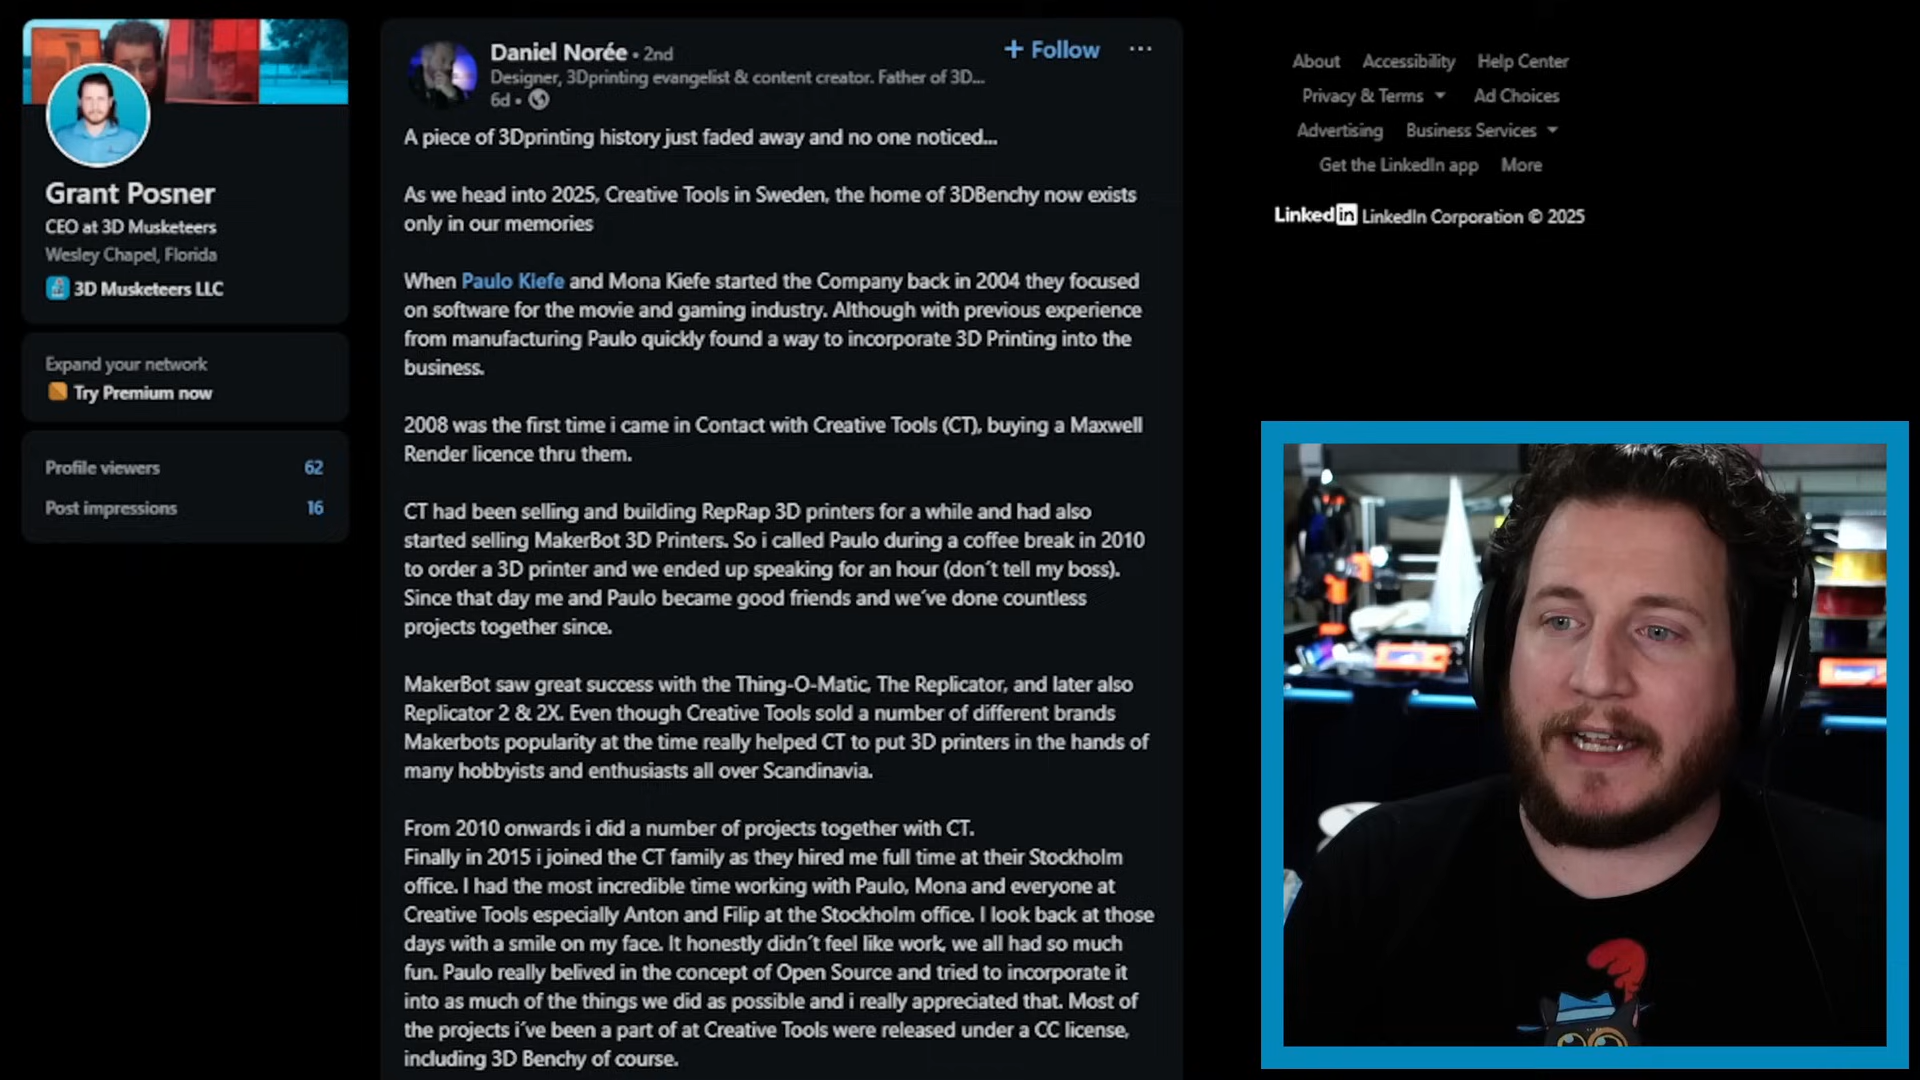 Grant Posner
CEO at 3D Musketeers
Wesley Chapel, Florida
3D Musketeers LLC
Expand your network
Try Premium now
Profile viewers 62
Post impressions 16
Daniel Norée • 2nd
+ Follow ...
Designer, 3Dprinting evangelist & content creator. Father of 3D...
6d •
A piece of 3Dprinting history just faded away and no one noticed...
As we head into 2025, Creative Tools in Sweden, the home of 3DBenchy now exists
only in our memories
When Paulo Kiefe and Mona Kiefe started the Company back in 2004 they focused
on software for the movie and gaming industry. Although with previous experience
from manufacturing Paulo quickly found a way to incorporate 3D Printing into the
business.
2008 was the first time i came in Contact with Creative Tools (CT), buying a Maxwell
Render licence thru them.
CT had been selling and building RepRap 3D printers for a while and had also
started selling MakerBot 3D Printers. So i called Paulo during a coffee break in 2010
to order a 3D printer and we ended up speaking for an hour (don´t tell my boss).
Since that day me and Paulo became good friends and we´ve done countless
projects together since.
MakerBot saw great success with the Thing-O-Matic, The Replicator, and later also
Replicator 2 & 2X. Even though Creative Tools sold a number of different brands
Makerbots popularity at the time really helped CT to put 3D printers in the hands of
many hobbyists and enthusiasts all over Scandinavia.
From 2010 onwards i did a number of projects together with CT.
Finally in 2015 i joined the CT family as they hired me full time at their Stockholm
office. I had the most incredible time working with Paulo, Mona and everyone at
Creative Tools especially Anton and Filip at the Stockholm office. I look back at those
days with a smile on my face. It honestly didn´t feel like work, we all had so much
fun. Paulo really belived in the concept of Open Source and tried to incorporate it
into as much of the things we did as possible and i really appreciated that. Most of
the projects i´ve been a part of at Creative Tools were released under a CC license,
including 3D Benchy of course.
About Accessibility Help Center
Privacy & Terms Ad Choices
Advertising Business Services
Get the LinkedIn app More
LinkedIn LinkedIn Corporation © 2025